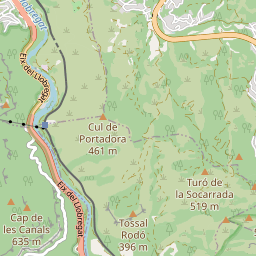 Llobregat
Eix del Llobregat
Cul de
Portadora
461 m
Eix del Llobregat
Turó de
la Socarrada
519 m
Cap de
les Canals
635 m
Tossal
Rodó
396 m